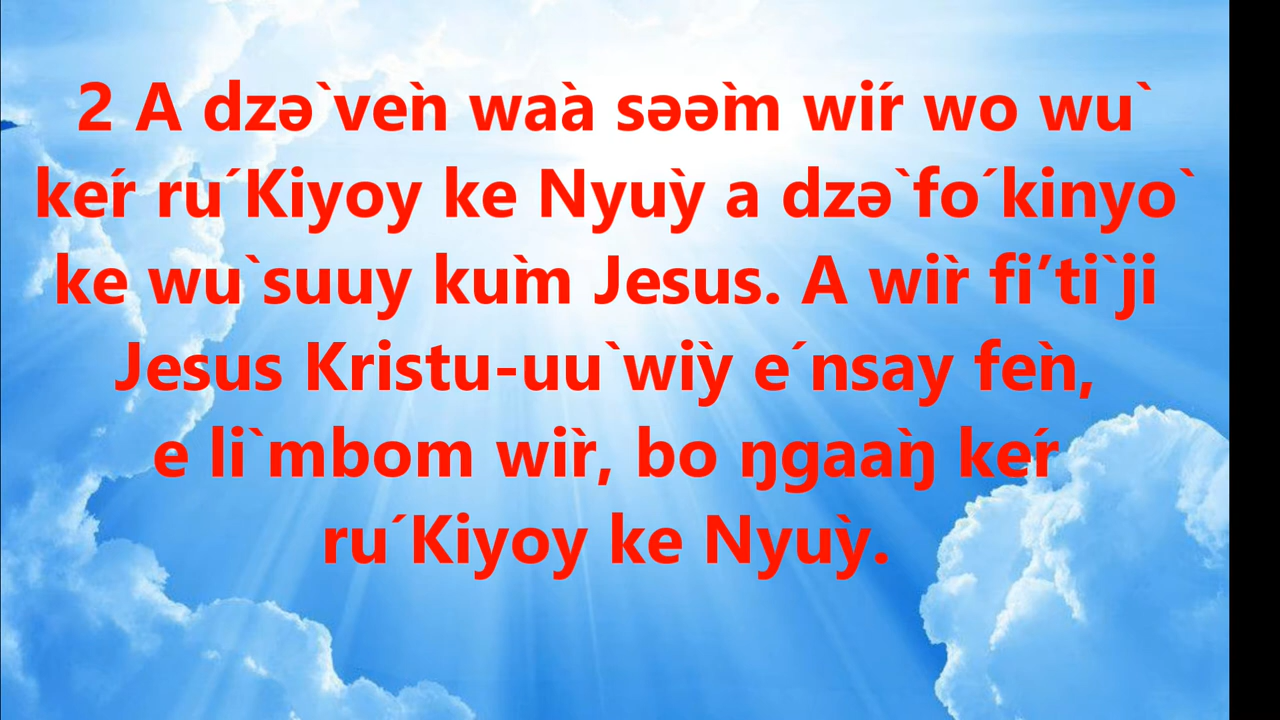 2 A dzə`veǹ waà səəm̀ wiŕ wo wu`
keŕ ru´Kiyoy ke Nyuỳ a dzə`fo´kinyo`
ke wu`suuy kum̀ Jesus. A wir̀ fi’ti`ji
Jesus Kristu-uu`wiỳ e´nsay feǹ,
e li`mbom wir̀, bo ŋgaaŋ̀ keŕ
ru´Kiyoy ke Nyuỳ.